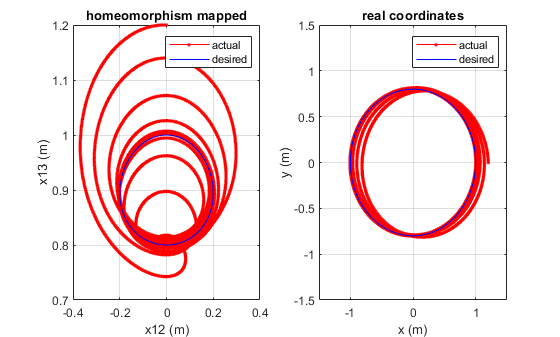 homeomorphism mapped
actual
desired
1.2
1.1
1
0.9
0.8
0.7
-0.4
-0.2
0
0.2
0.4
x13 (m)
x12 (m)
real coordinates
actual
desired
1.5
1
0.5
0
-0.5
-1
-1.5
-1
0
1
y (m)
x (m)